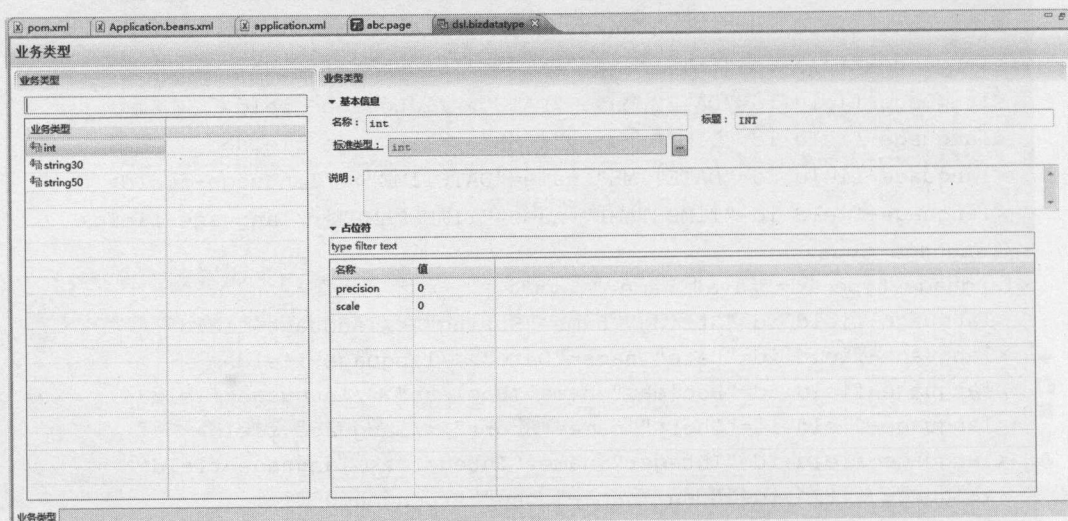 pom.xml Application.beans.xml application.xml abc.page dsl.bizdatatype
业务类型
业务类型
业务类型
int
string30
string50
业务类型
基本信息
名称： int 标题： INT
标准类型： int ...
说明：
占位符
type filter text
名称 值
precision 0
scale 0
业务类型